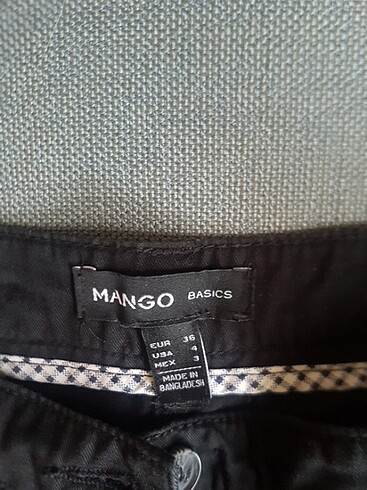 MANGO BASICS
EUR 36
USA 4
MEX 3
MADE IN
BANGLADESH